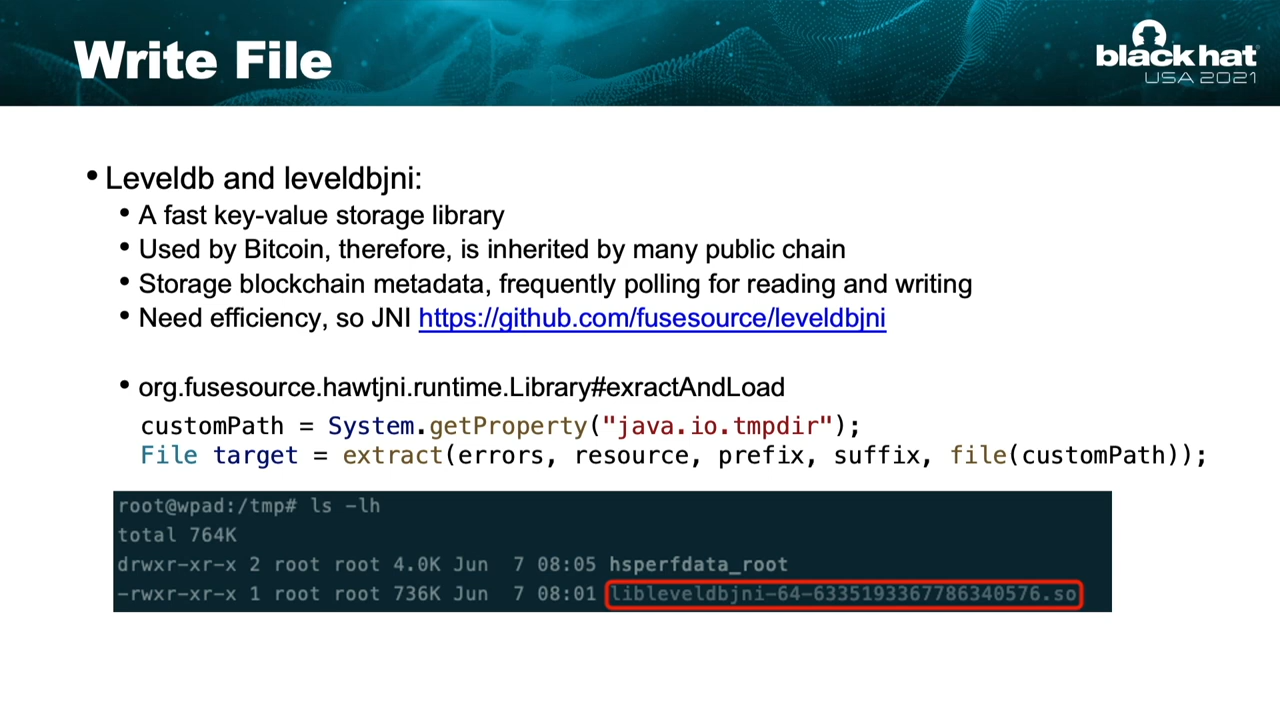 Write File
black hat
USA 2021
• Leveldb and leveldbjni:
• A fast key-value storage library
• Used by Bitcoin, therefore, is inherited by many public chain
• Storage blockchain metadata, frequently polling for reading and writing
• Need efficiency, so JNI https://github.com/fusesource/leveldbjni
• org.fusesource.hawtjni.runtime.Library#exractAndLoad
customPath = System.getProperty("java.io.tmpdir");
File target = extract(errors, resource, prefix, suffix, file(customPath));
root@wpad:/tmp# ls -lh
total 764K
drwxr-xr-x 2 root root 4.0K Jun  7 08:05 hsperfdata_root
-rwxr-xr-x 1 root root 736K Jun  7 08:01 libleveldbjni-64-6335193367786340576.so